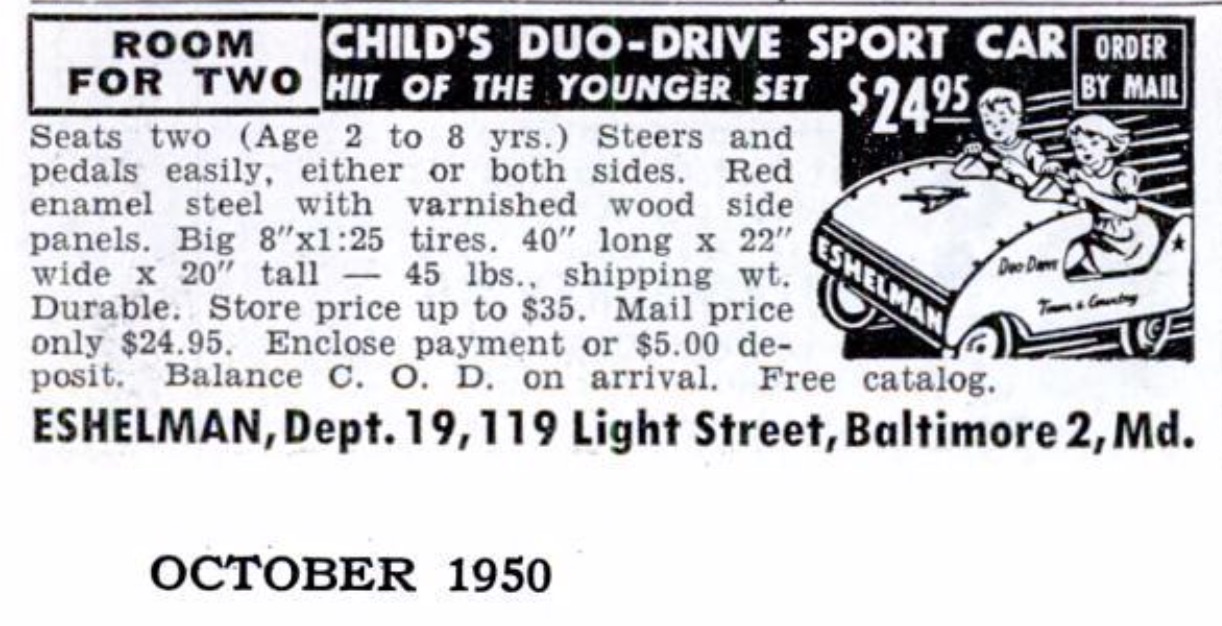 ROOM
FOR TWO
CHILD'S DUO-DRIVE SPORT CAR
HIT OF THE YOUNGER SET
$24.95
ORDER
BY MAIL
Seats two (Age 2 to 8 yrs.) Steers and
pedals easily, either or both sides. Red
enamel steel with varnished wood side
panels. Big 8"x1:25 tires. 40" long x 22"
wide x 20" tall — 45 lbs., shipping wt.
Durable. Store price up to $35. Mail price
only $24.95. Enclose payment or $5.00 de-
posit. Balance C. O. D. on arrival. Free catalog.
ESHELMAN
Duo-Drive
Town & Country
ESHELMAN, Dept. 19, 119 Light Street, Baltimore 2, Md.
OCTOBER 1950